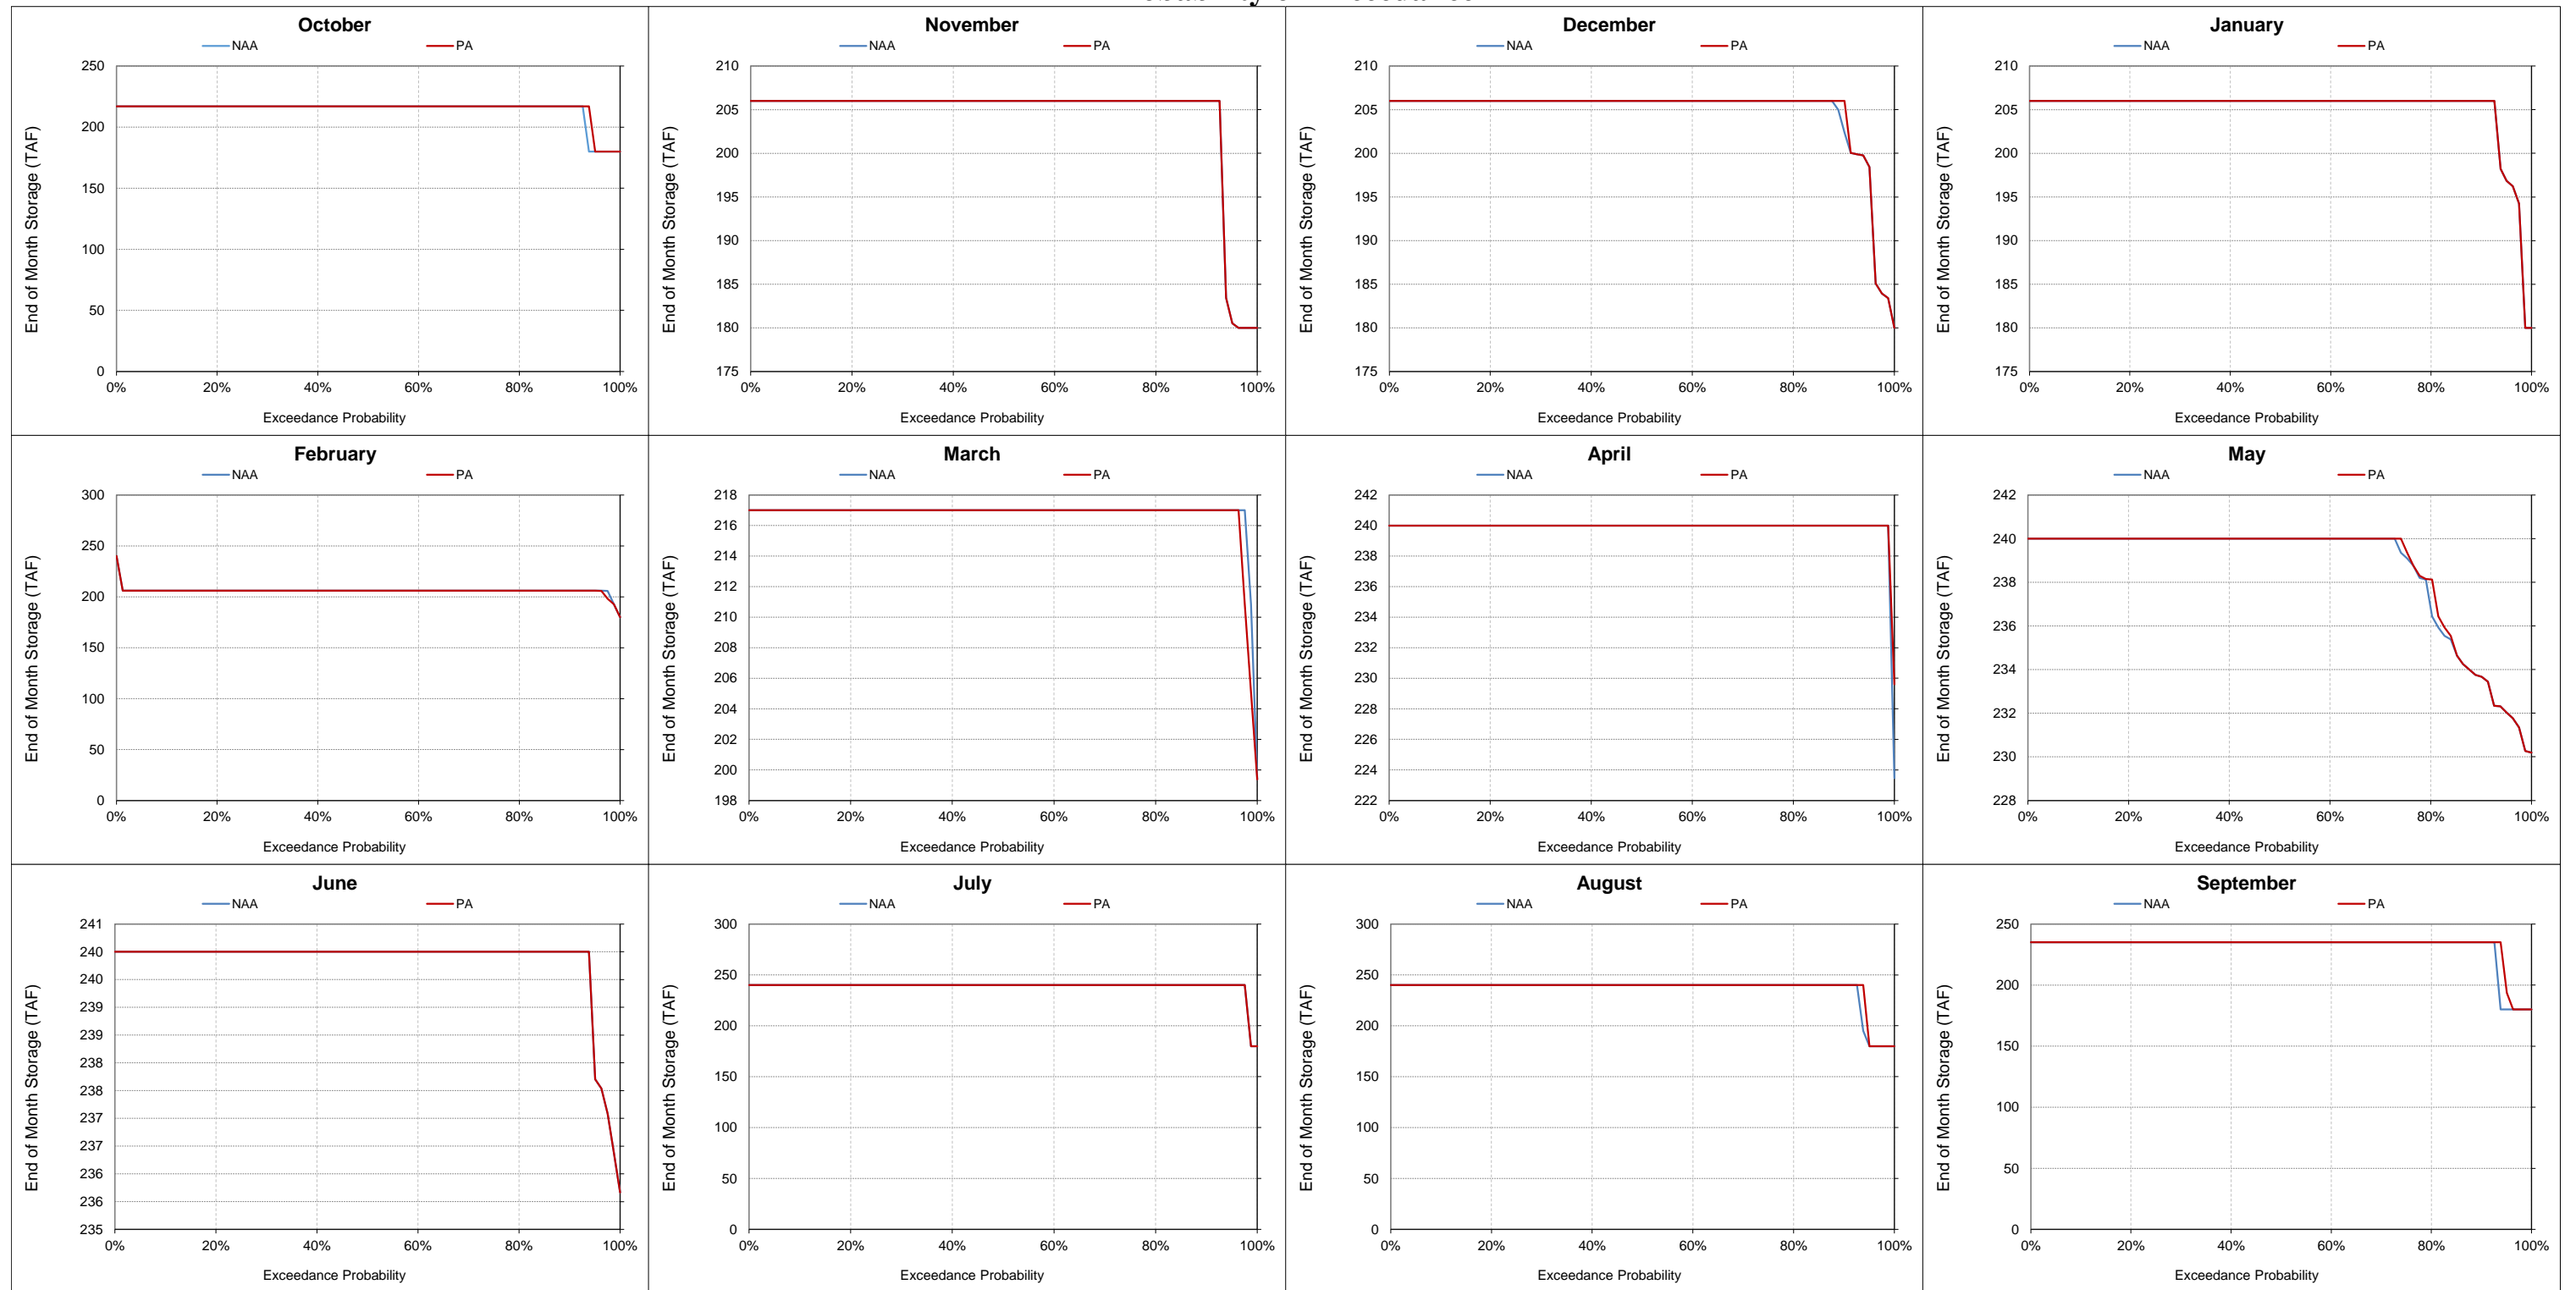 October
NAA PA
250
200
150
100
50
0
0% 20% 40% 60% 80% 100%
End of Month Storage (TAF)
Exceedance Probability
November
NAA PA
210
205
200
195
190
185
180
175
0% 20% 40% 60% 80% 100%
End of Month Storage (TAF)
Exceedance Probability
December
NAA PA
210
205
200
195
190
185
180
175
0% 20% 40% 60% 80% 100%
End of Month Storage (TAF)
Exceedance Probability
January
NAA PA
210
205
200
195
190
185
180
175
0% 20% 40% 60% 80% 100%
End of Month Storage (TAF)
Exceedance Probability
February
NAA PA
300
250
200
150
100
50
0
0% 20% 40% 60% 80% 100%
End of Month Storage (TAF)
Exceedance Probability
March
NAA PA
218
216
214
212
210
208
206
204
202
200
198
0% 20% 40% 60% 80% 100%
End of Month Storage (TAF)
Exceedance Probability
April
NAA PA
242
240
238
236
234
232
230
228
226
224
222
0% 20% 40% 60% 80% 100%
End of Month Storage (TAF)
Exceedance Probability
May
NAA PA
242
240
238
236
234
232
230
228
0% 20% 40% 60% 80% 100%
End of Month Storage (TAF)
Exceedance Probability
June
NAA PA
241
240
240
239
239
238
238
237
237
236
236
235
0% 20% 40% 60% 80% 100%
End of Month Storage (TAF)
Exceedance Probability
July
NAA PA
300
250
200
150
100
50
0
0% 20% 40% 60% 80% 100%
End of Month Storage (TAF)
Exceedance Probability
August
NAA PA
300
250
200
150
100
50
0
0% 20% 40% 60% 80% 100%
End of Month Storage (TAF)
Exceedance Probability
September
NAA PA
250
200
150
100
50
0
0% 20% 40% 60% 80% 100%
End of Month Storage (TAF)
Exceedance Probability